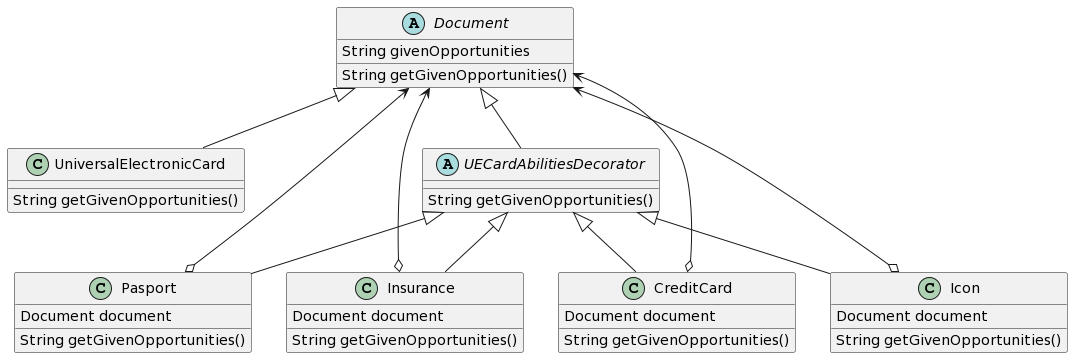 A Document
String givenOpportunities
String getGivenOpportunities()
C UniversalElectronicCard
String getGivenOpportunities()
A UECardAbilitiesDecorator
String getGivenOpportunities()
C Pasport
Document document
String getGivenOpportunities()
C Insurance
Document document
String getGivenOpportunities()
C CreditCard
Document document
String getGivenOpportunities()
C Icon
Document document
String getGivenOpportunities()